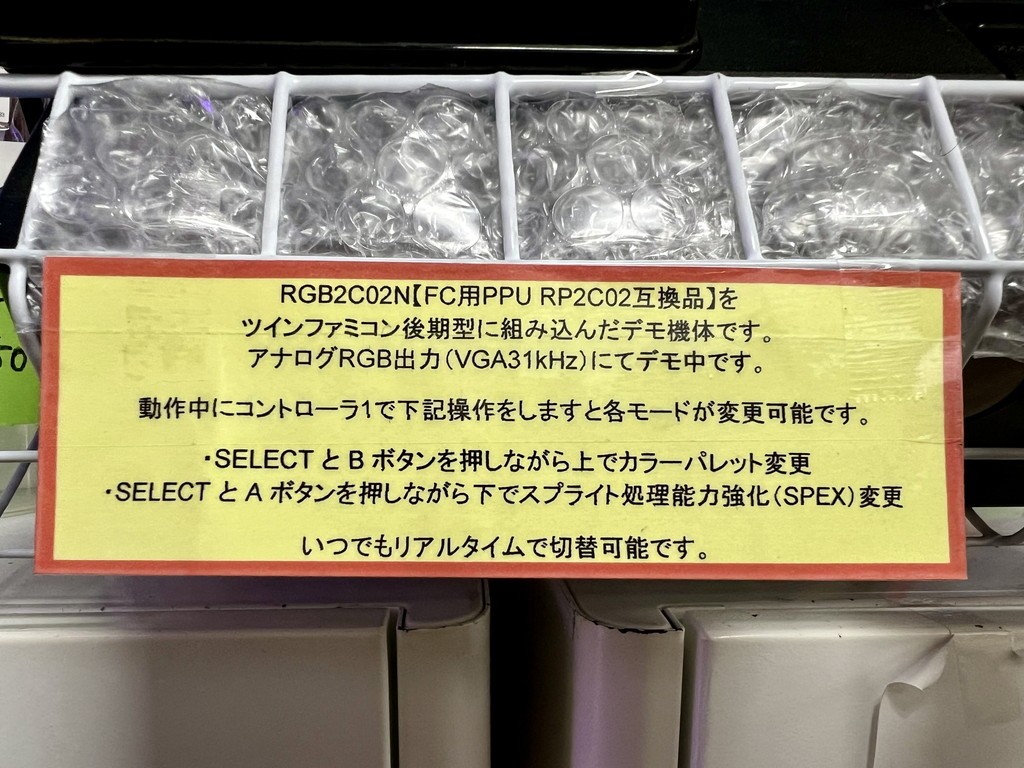 RGB2C02N【FC用PPU RP2C02互換品】を
ツインファミコン後期型に組み込んだデモ機体です。
アナログRGB出力(VGA31kHz)にてデモ中です。
動作中にコントローラ1で下記操作をしますと各モードが変更可能です。
・SELECT と B ボタンを押しながら上でカラーパレット変更
・SELECT と A ボタンを押しながら下でスプライト処理能力強化(SPEX)変更
いつでもリアルタイムで切替可能です。